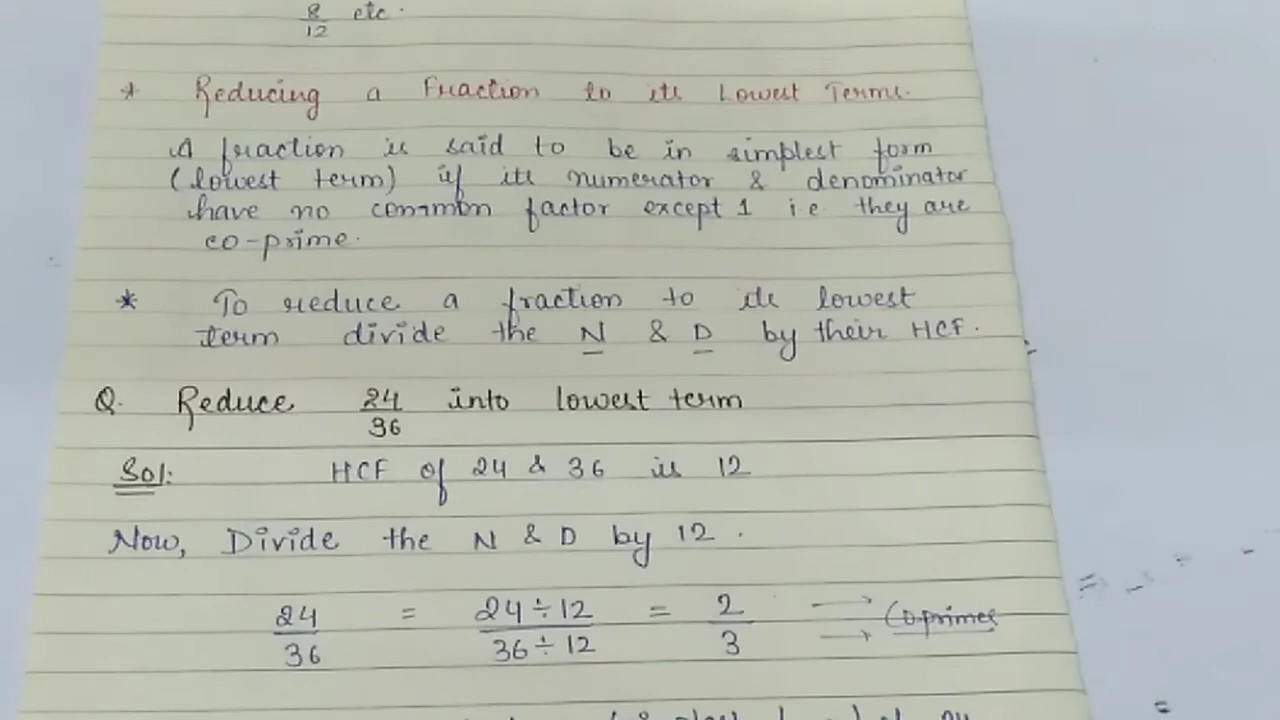 8/12 etc.
* Reducing a Fraction to its Lowest Terms.
A fraction is said to be in simplest form
(lowest term) if its numerator & denominator
have no common factor except 1 i.e they are
co-prime.
* To reduce a fraction to its lowest
term divide the N & D by their HCF.
Q. Reduce 24/36 into lowest term
Sol: HCF of 24 & 36 is 12
Now, Divide the N & D by 12.
24/36 = 24÷12/36÷12 = 2/3 → → Coprimes